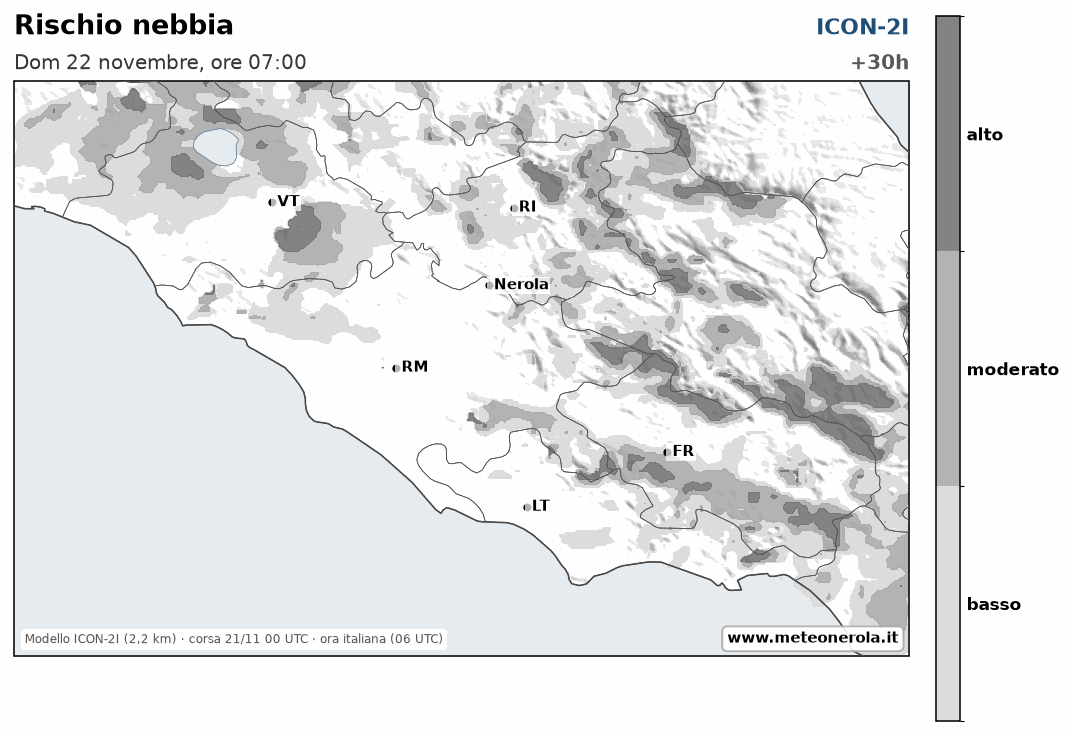 Rischio nebbia
ICON-2I
Dom 22 novembre, ore 07:00
+30h
alto
VT
RI
Nerola
RM
moderato
FR
LT
basso
Modello ICON-2I (2,2 km) · corsa 21/11 00 UTC · ora italiana (06 UTC)
www.meteonerola.it